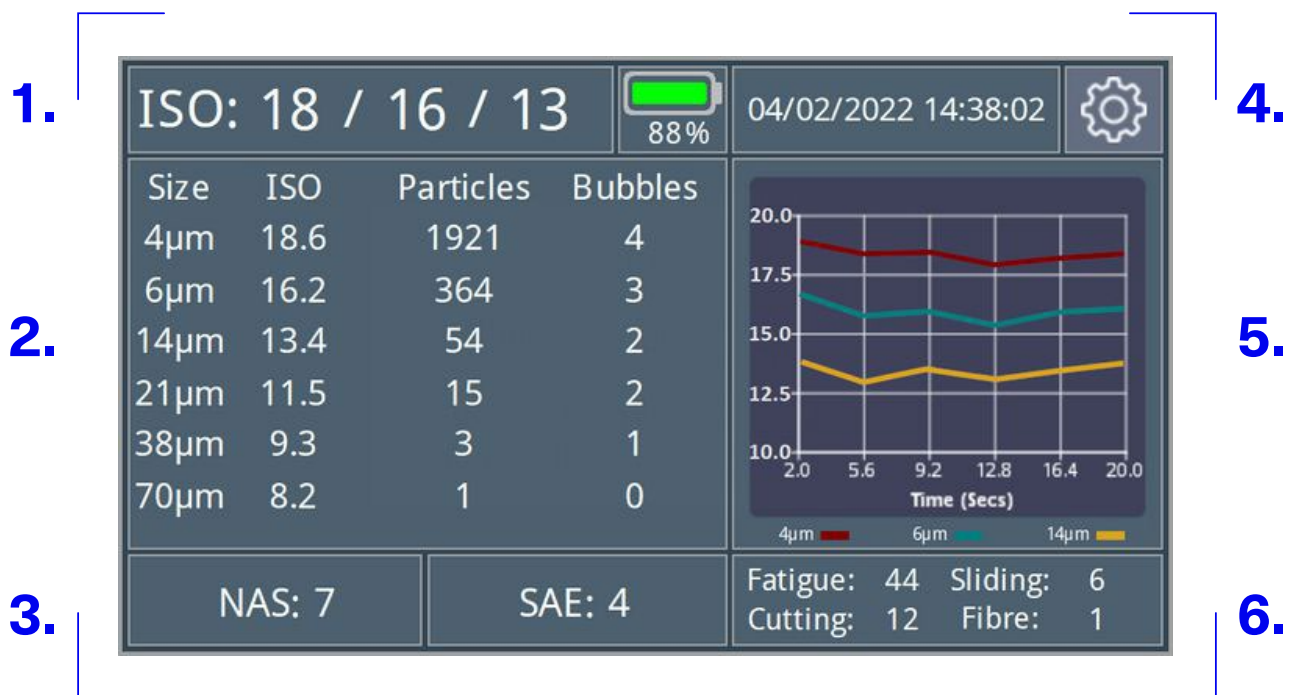 1.
ISO: 18 / 16 / 13
88%
04/02/2022 14:38:02
4.
2.
Size ISO Particles Bubbles
4µm 18.6 1921 4
6µm 16.2 364 3
14µm 13.4 54 2
21µm 11.5 15 2
38µm 9.3 3 1
70µm 8.2 1 0
5.
20.0
17.5
15.0
12.5
10.0
2.0 5.6 9.2 12.8 16.4 20.0
Time (Secs)
4µm 6µm 14µm
3.
NAS: 7
SAE: 4
Fatigue: 44 Sliding: 6
Cutting: 12 Fibre: 1
6.